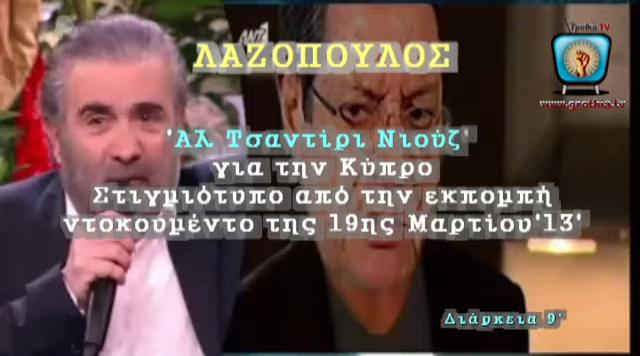 Γροθιά TV
ΑΝΤ1
ΛΑΖΟΠΟΥΛΟΣ
www.grothia.tv
'Αλ Τσαντίρι Νιούζ'
για την Κύπρο
Στιγμιότυπο από την εκπομπή
ντοκουμέντο της 19ης Μαρτίου'13'
Διάρκεια 9'